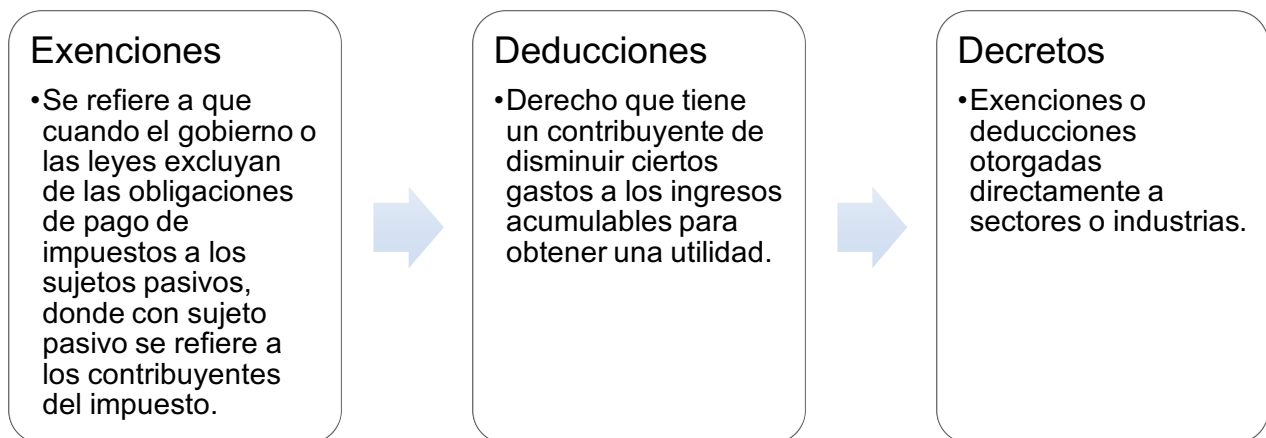 Exenciones
•Se refiere a que
cuando el gobierno o
las leyes excluyan
de las obligaciones
de pago de
impuestos a los
sujetos pasivos,
donde con sujeto
pasivo se refiere a
los contribuyentes
del impuesto.
Deducciones
•Derecho que tiene
un contribuyente de
disminuir ciertos
gastos a los ingresos
acumulables para
obtener una utilidad.
Decretos
•Exenciones o
deducciones
otorgadas
directamente a
sectores o industrias.